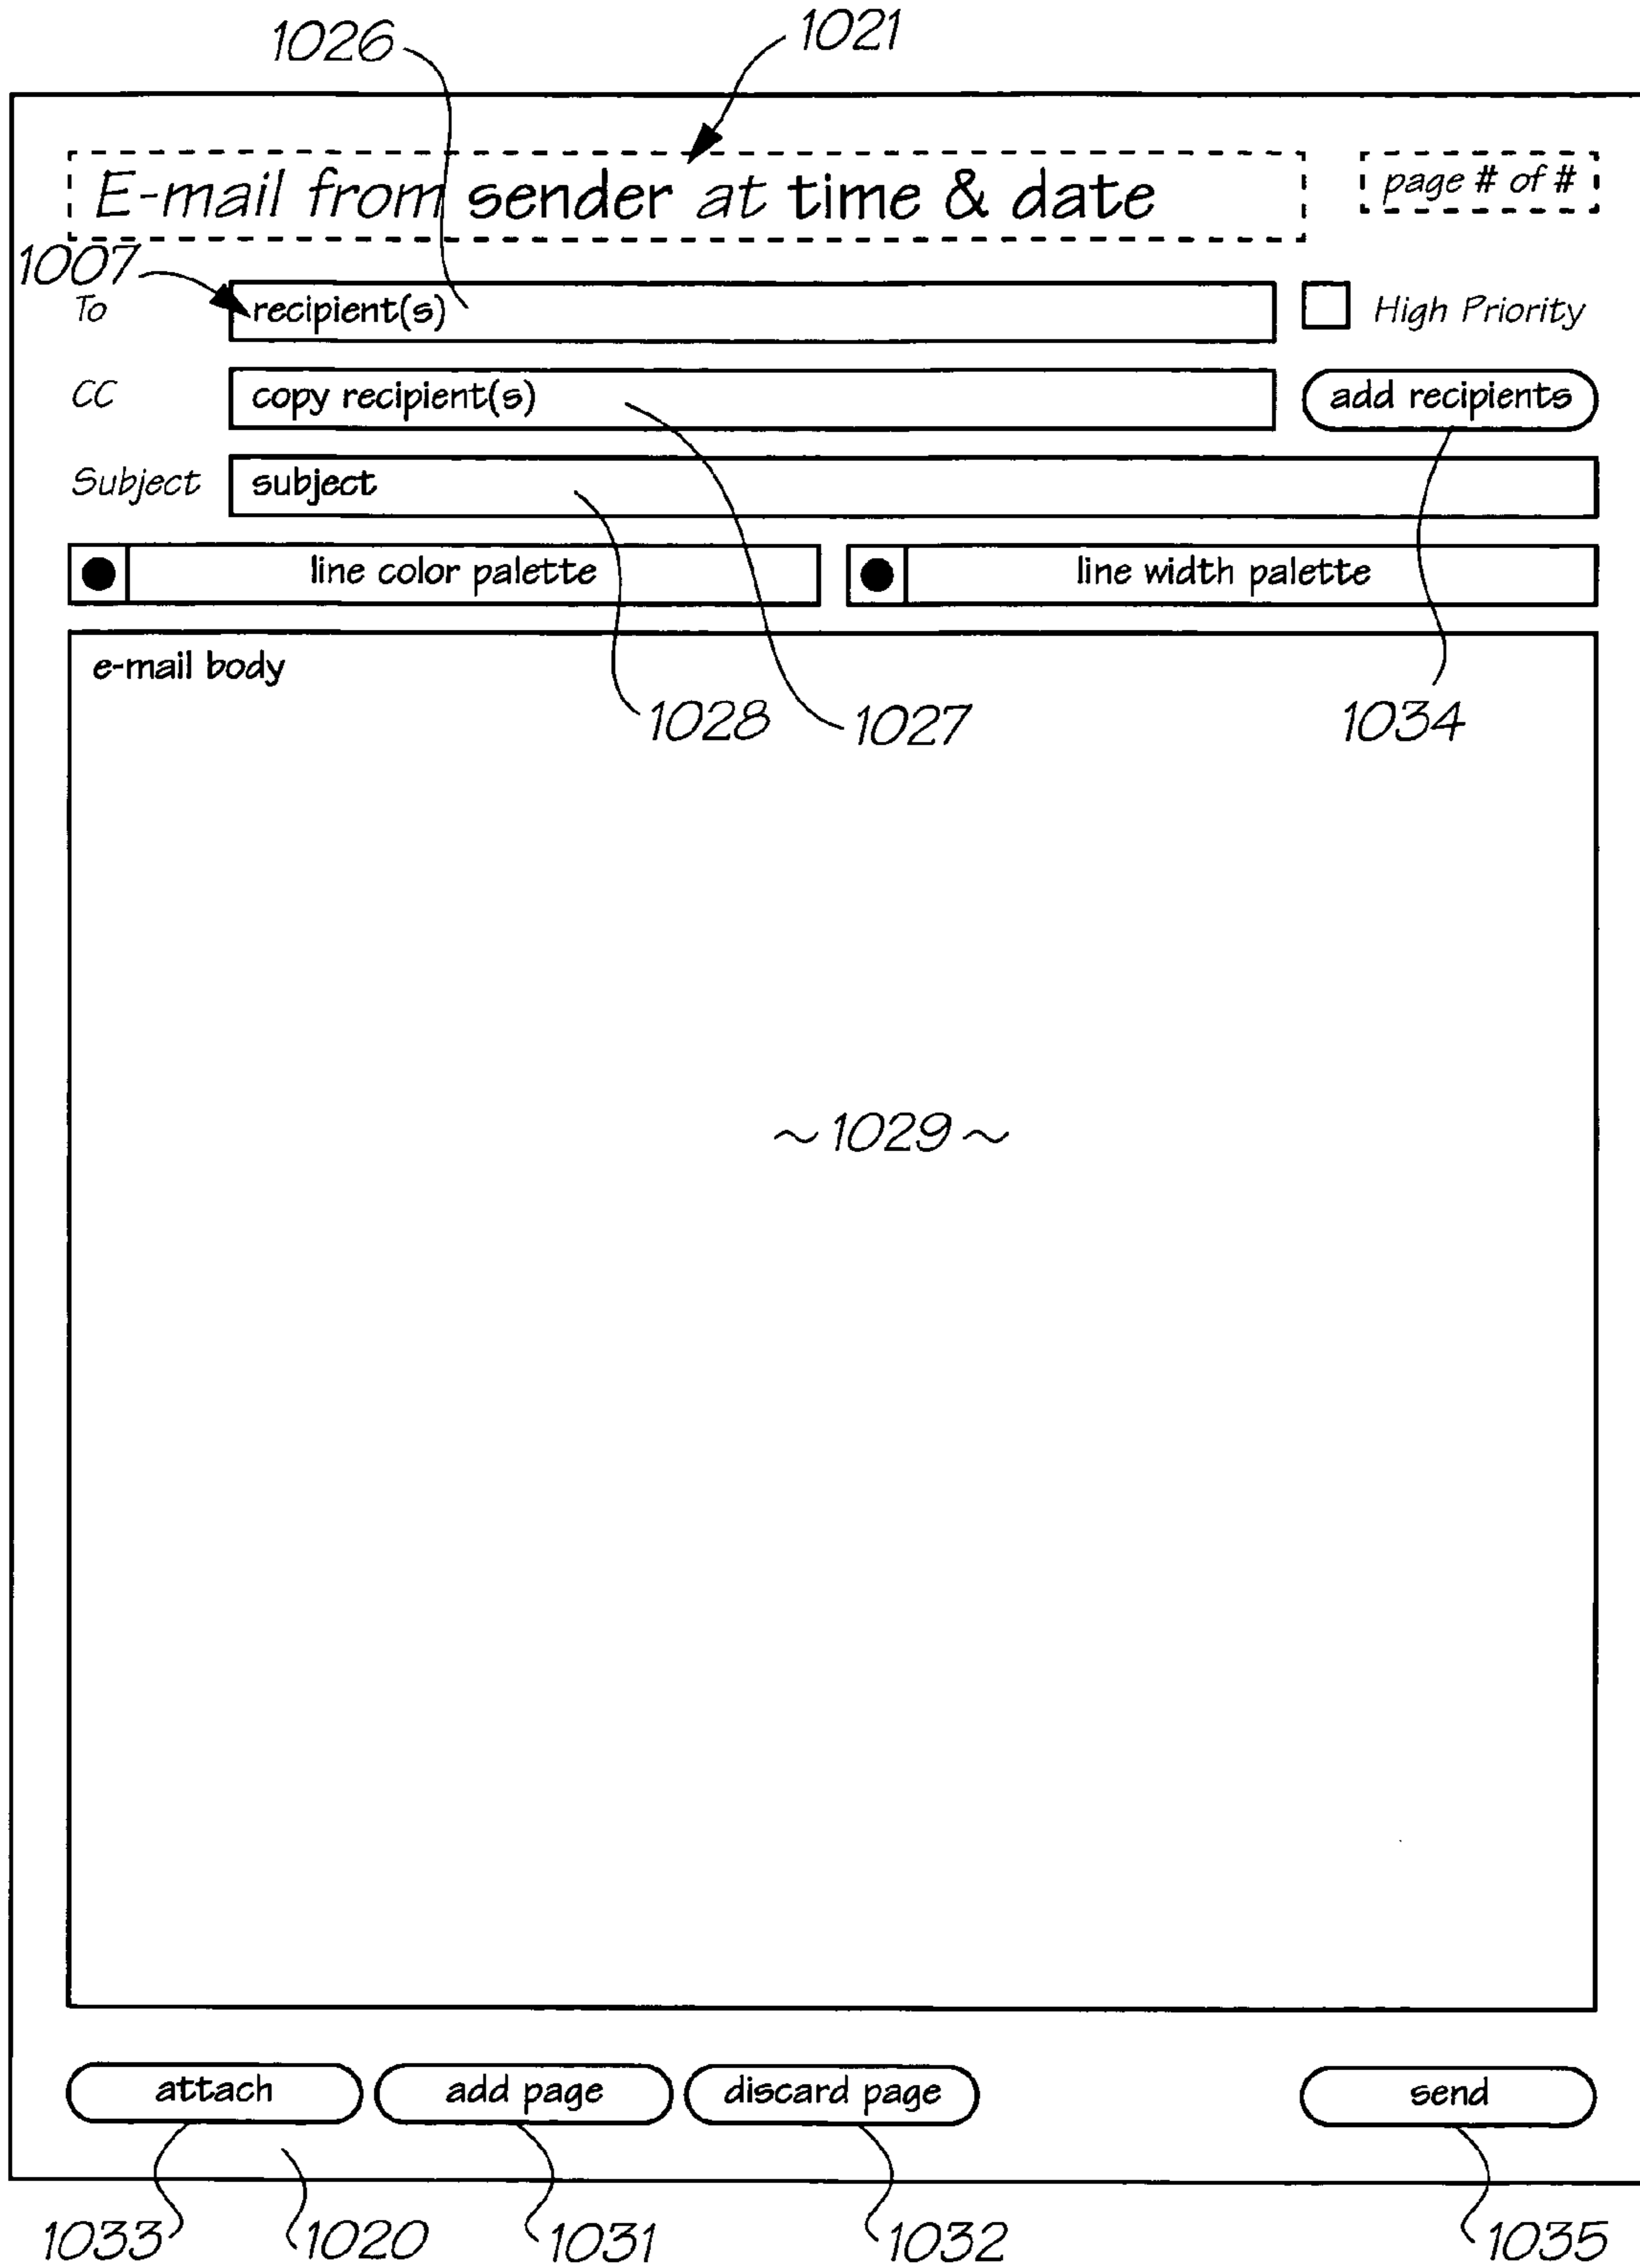 1026 1021
E-mail from sender at time & date page # of #
1007
To recipient(s) High Priority
CC copy recipient(s) add recipients
Subject subject
line color palette line width palette
e-mail body
1028 1027 1034
~1029~
attach add page discard page send
1033 1020 1031 1032 1035